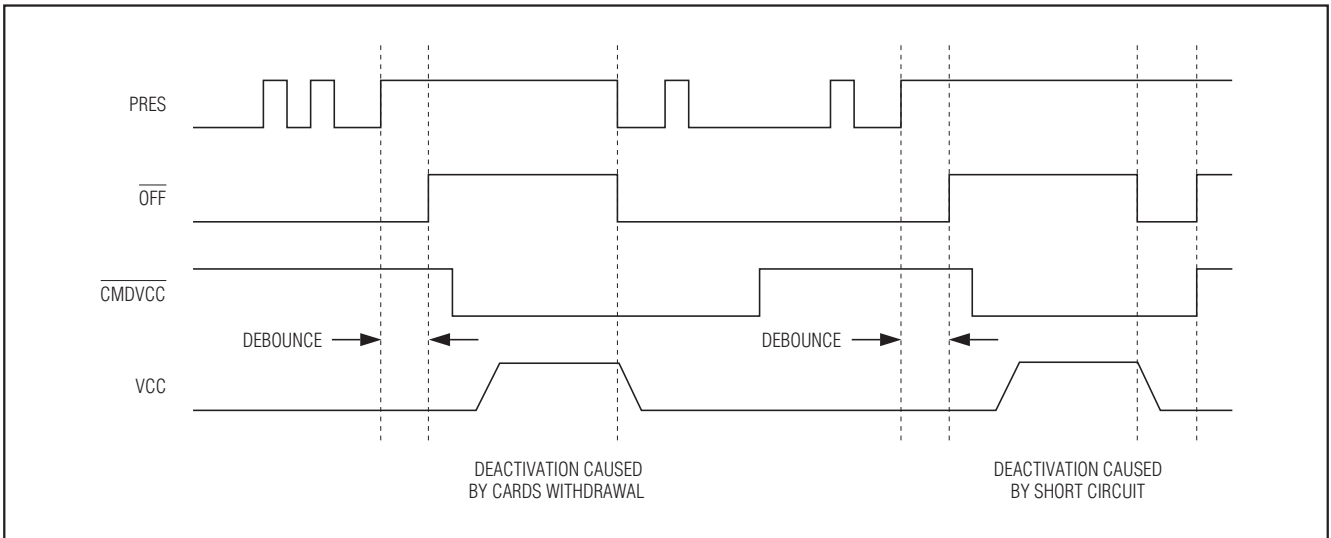 PRES
OFF
CMDVCC
DEBOUNCE
DEBOUNCE
VCC
DEACTIVATION CAUSED
BY CARDS WITHDRAWAL
DEACTIVATION CAUSED
BY SHORT CIRCUIT